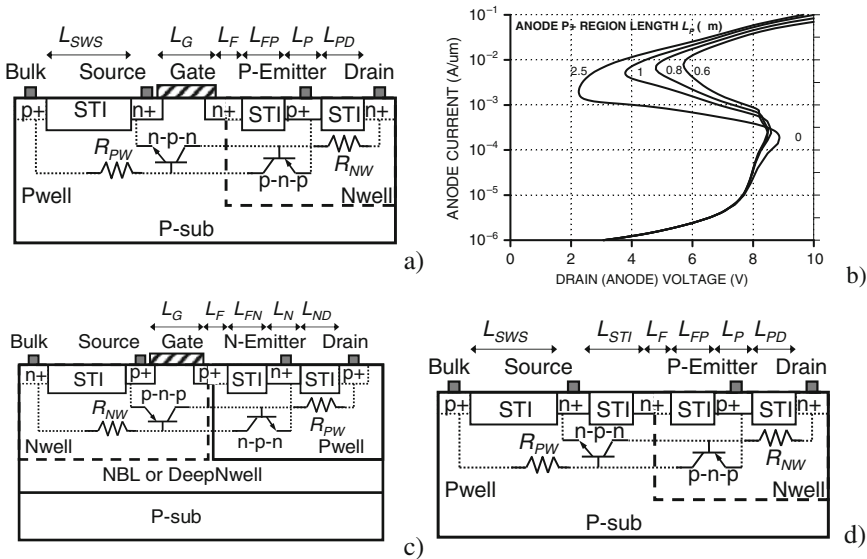 L_SWS L_G L_F L_FP L_P L_PD
Bulk Source Gate P-Emitter Drain
p+ STI n+ n+ STI p+ STI n+
n-p-n
R_PW R_NW
p-n-p
Pwell Nwell
P-sub
a)
ANODE P+ REGION LENGTH L_P ( m)
ANODE CURRENT (A/um)
10^-1
10^-2
10^-3
10^-4
10^-5
10^-6
2.5 1 0.8 0.6
0
0 2 4 6 8 10
DRAIN (ANODE) VOLTAGE (V)
b)
L_G L_F L_FN L_N L_ND
Bulk Source Gate N-Emitter Drain
n+ STI p+ p+ STI n+ STI p+
p-n-p
R_NW R_PW
n-p-n
Nwell Pwell
NBL or DeepNwell
P-sub
c)
L_SWS L_STI L_F L_FP L_P L_PD
Bulk Source P-Emitter Drain
p+ STI n+ STI n+ STI p+ STI n+
n-p-n
R_PW R_NW
p-n-p
Pwell Nwell
P-sub
d)